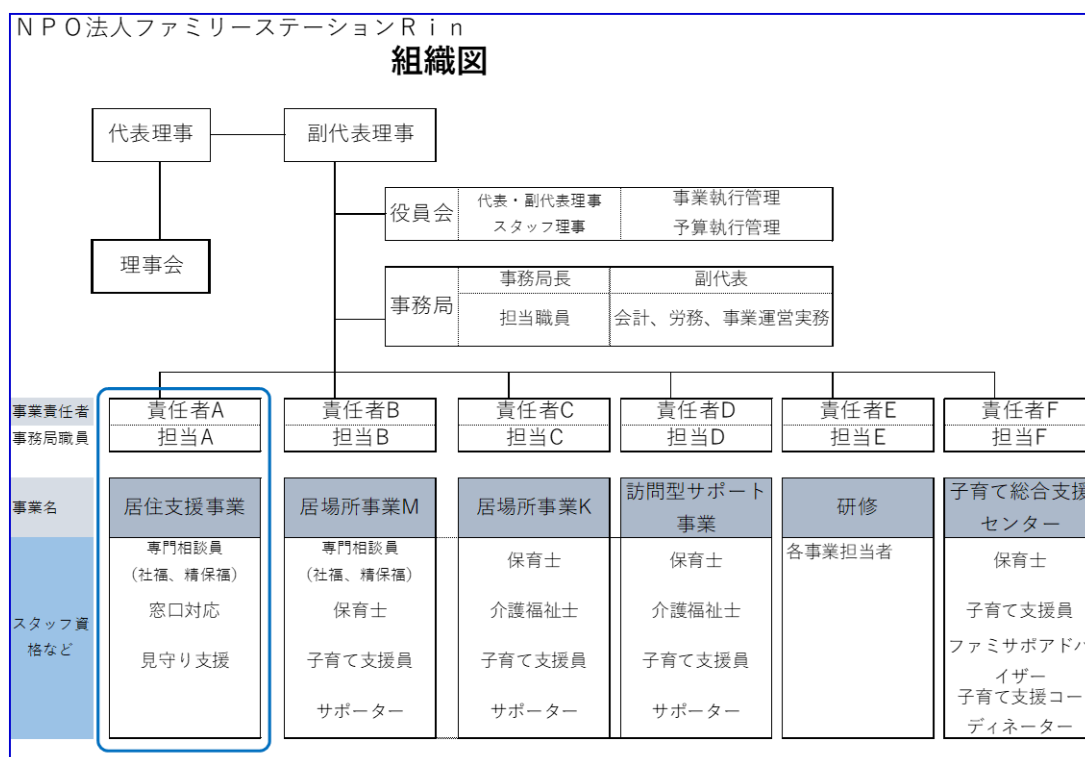 NPO法人ファミリーステーションRin
組織図
代表理事
副代表理事
役員会
代表・副代表理事
スタッフ理事
事業執行管理
予算執行管理
理事会
事務局
事務局長
副代表
担当職員
会計、労務、事業運営実務
事業責任者
責任者A
責任者B
責任者C
責任者D
責任者E
責任者F
事務局職員
担当A
担当B
担当C
担当D
担当E
担当F
事業名
居住支援事業
居場所事業M
居場所事業K
訪問型サポート
事業
研修
子育て総合支援
センター
スタッフ資
格など
専門相談員
(社福、精保福)
窓口対応
見守り支援
専門相談員
(社福、精保福)
保育士
子育て支援員
サポーター
保育士
介護福祉士
子育て支援員
サポーター
保育士
介護福祉士
子育て支援員
サポーター
各事業担当者
保育士
子育て支援員
ファミサポアドバ
イザー
子育て支援コー
ディネーター